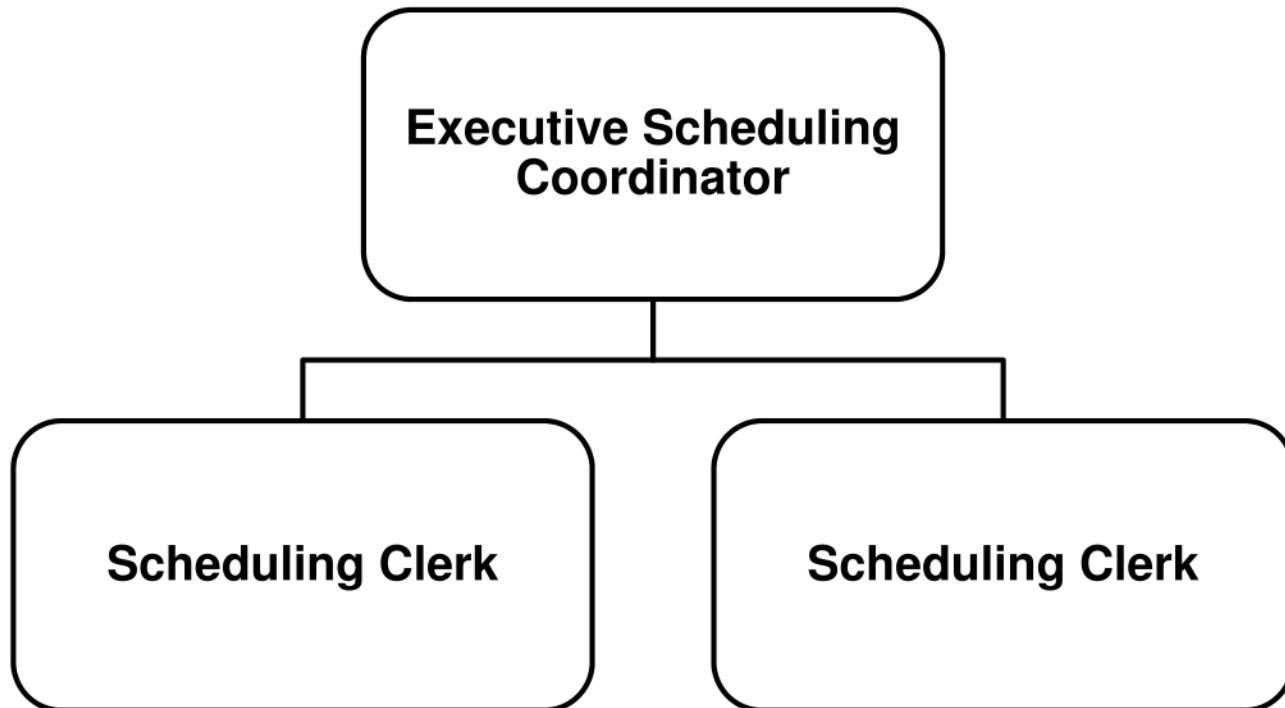 Executive Scheduling
Coordinator
Scheduling Clerk
Scheduling Clerk